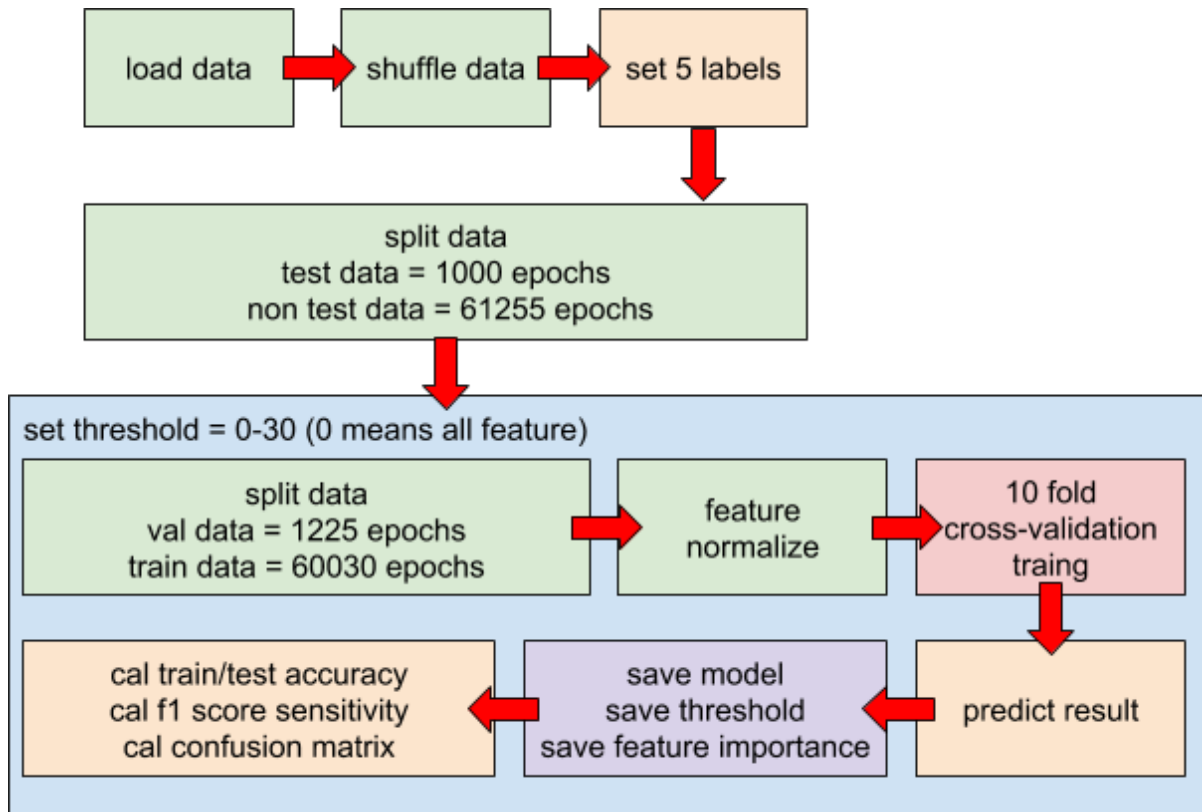 load data
shuffle data
set 5 labels
split data
test data = 1000 epochs
non test data = 61255 epochs
set threshold = 0-30 (0 means all feature)
split data
val data = 1225 epochs
train data = 60030 epochs
feature
normalize
10 fold
cross-validation
traing
predict result
save model
save threshold
save feature importance
cal train/test accuracy
cal f1 score sensitivity
cal confusion matrix